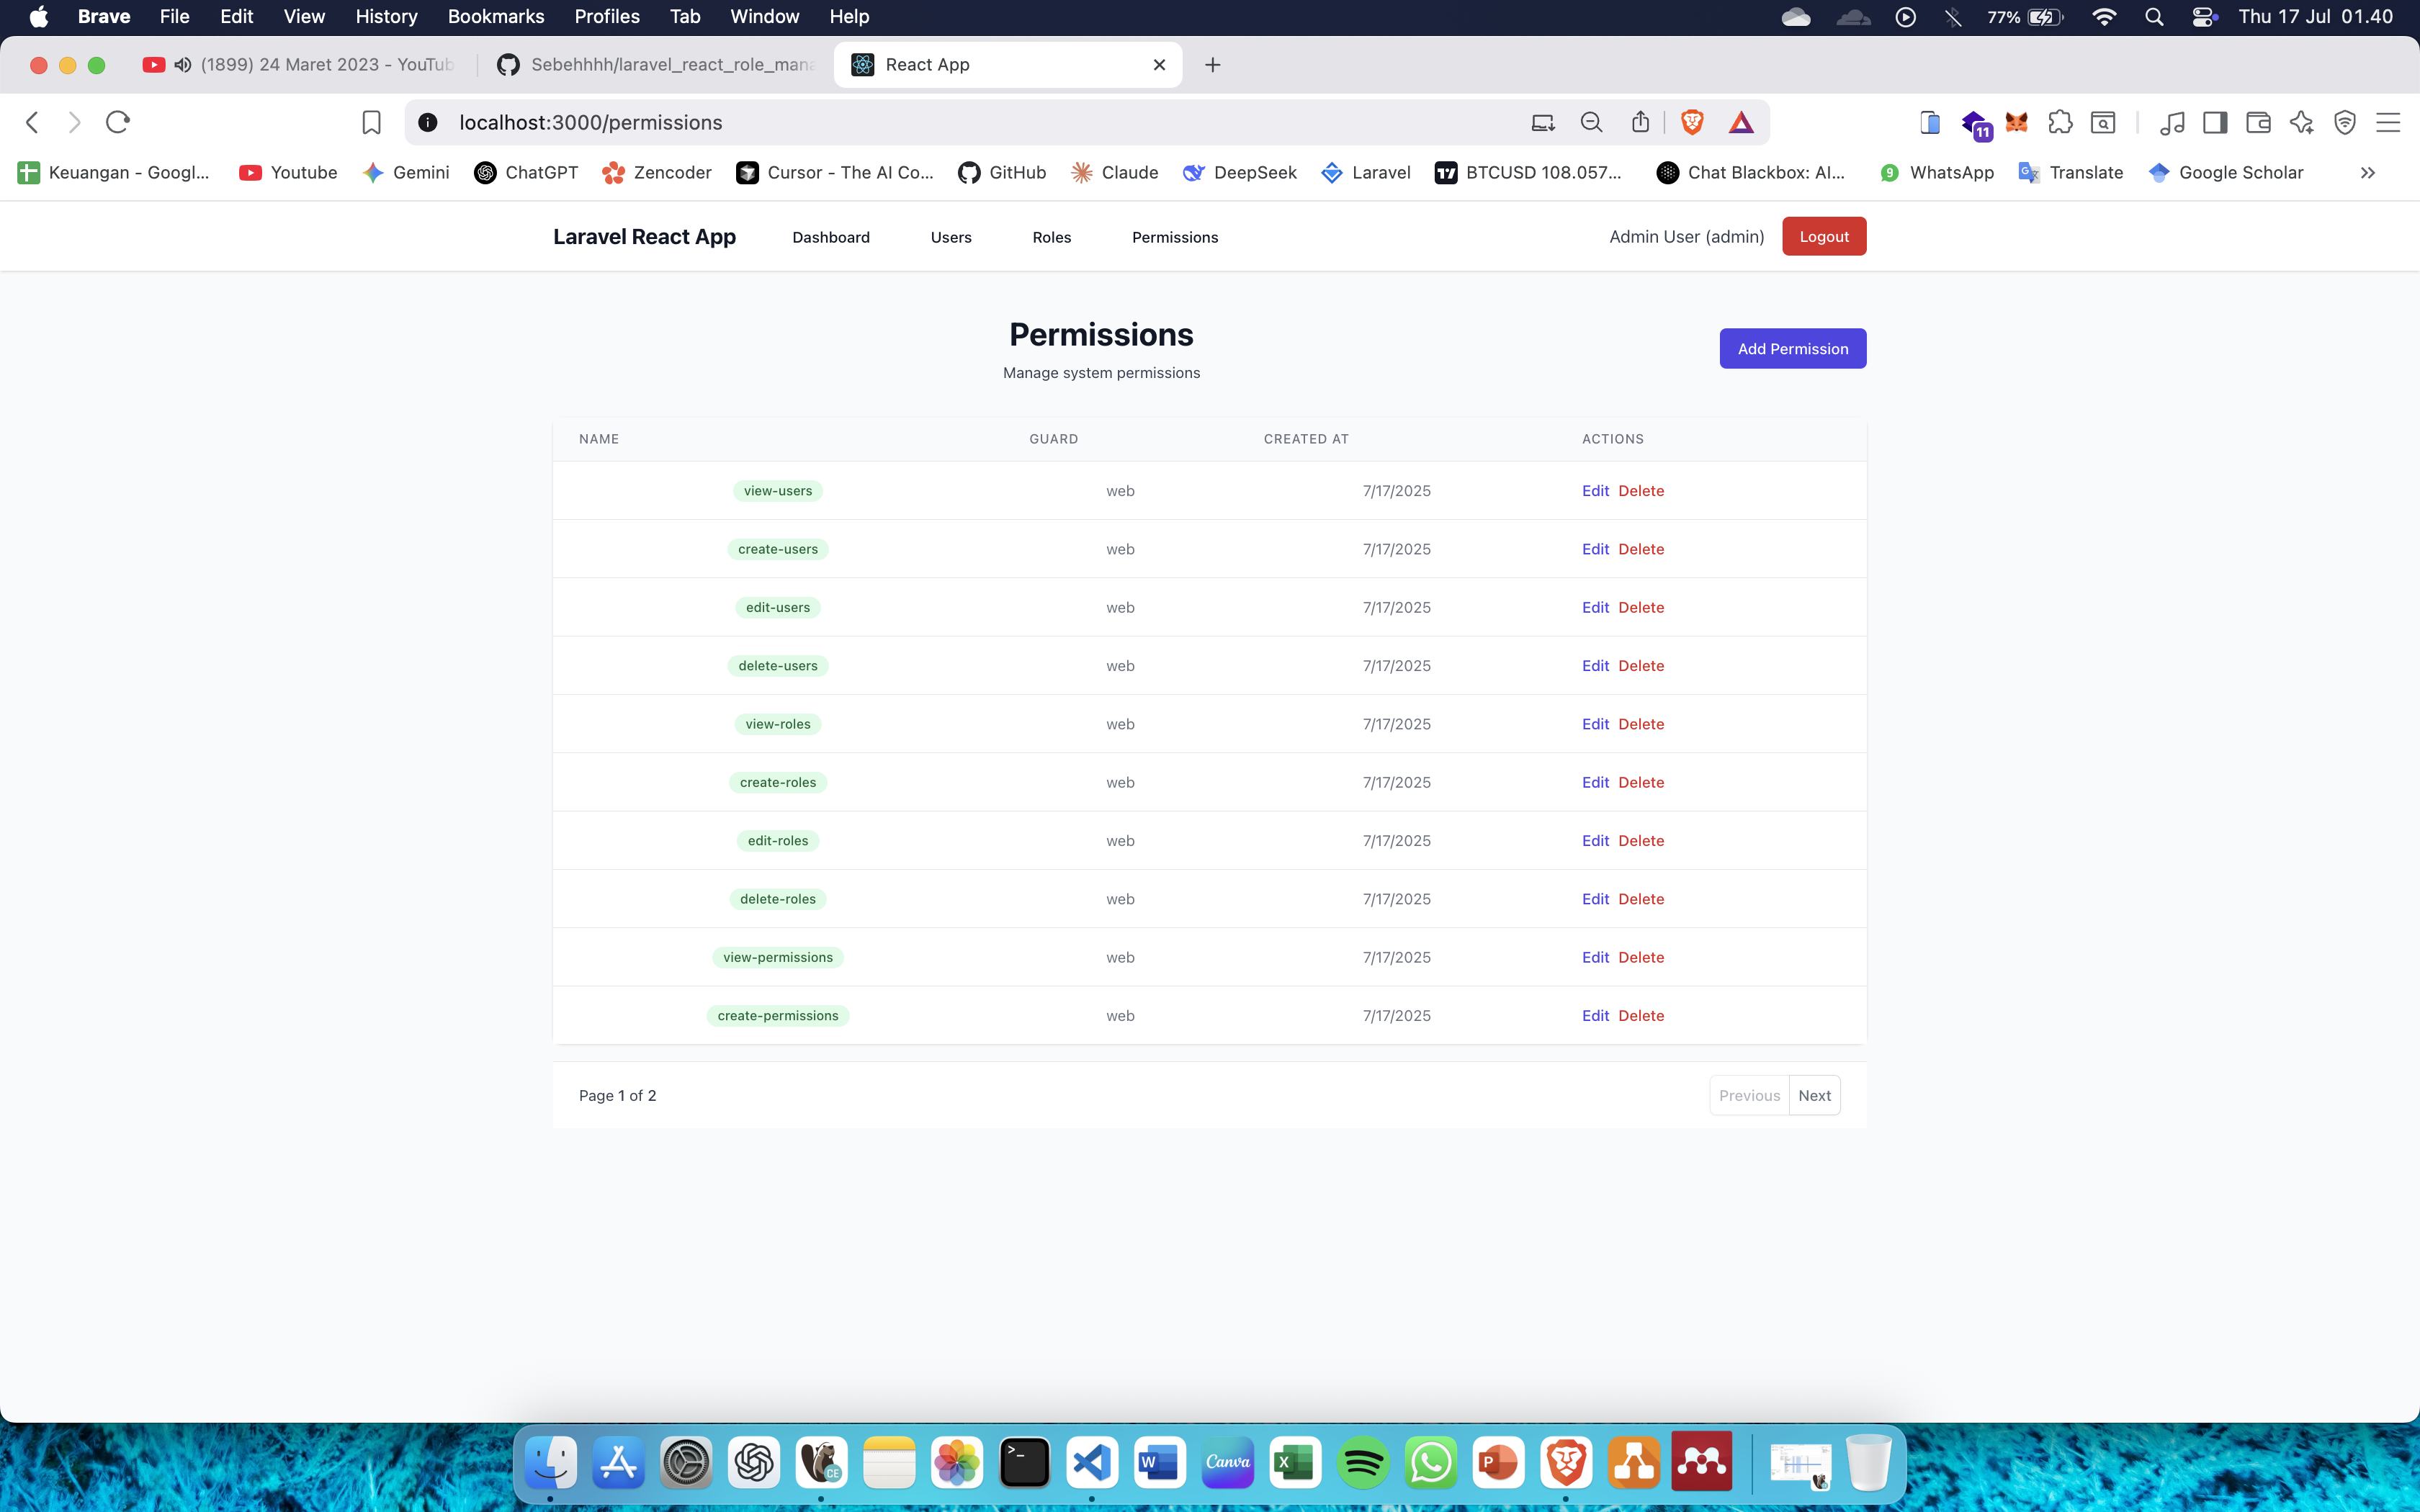 Brave File Edit View History Bookmarks Profiles Tab Window Help 77% Thu 17 Jul 01.40
(1899) 24 Maret 2023 - YouTub Sebehhhh/laravel_react_role_mana React App
localhost:3000/permissions 11
Keuangan - Googl... Youtube Gemini ChatGPT Zencoder Cursor - The AI Co... GitHub Claude DeepSeek Laravel BTCUSD 108.057... Chat Blackbox: AI... 9 WhatsApp Translate Google Scholar
Laravel React App Dashboard Users Roles Permissions Admin User (admin) Logout
Permissions
Add Permission
Manage system permissions
NAME GUARD CREATED AT ACTIONS
view-users web 7/17/2025 Edit Delete
create-users web 7/17/2025 Edit Delete
edit-users web 7/17/2025 Edit Delete
delete-users web 7/17/2025 Edit Delete
view-roles web 7/17/2025 Edit Delete
create-roles web 7/17/2025 Edit Delete
edit-roles web 7/17/2025 Edit Delete
delete-roles web 7/17/2025 Edit Delete
view-permissions web 7/17/2025 Edit Delete
create-permissions web 7/17/2025 Edit Delete
Page 1 of 2 Previous Next
CE >_ W Canva X P